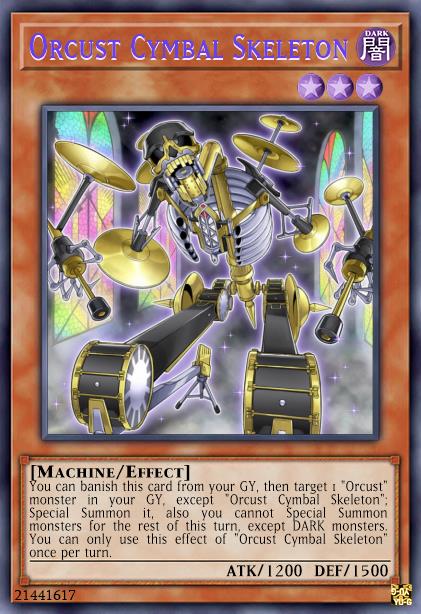 ORCUST CYMBAL SKELETON
DARK
闇
[MACHINE/EFFECT]
You can banish this card from your GY, then target 1 "Orcust"
monster in your GY, except "Orcust Cymbal Skeleton";
Special Summon it, also you cannot Special Summon
monsters for the rest of this turn, except DARK monsters.
You can only use this effect of "Orcust Cymbal Skeleton"
once per turn.
ATK/1200 DEF/1500
21441617